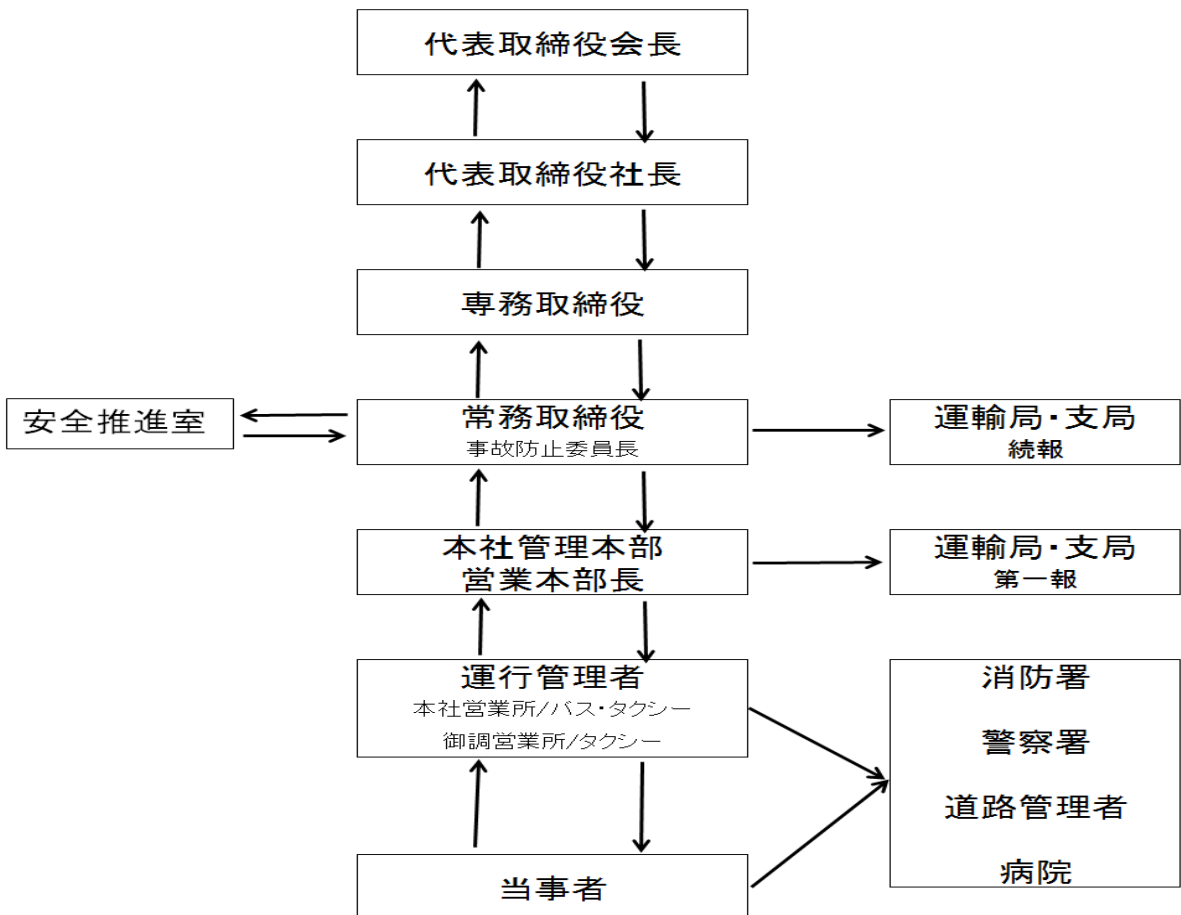 代表取締役会長
代表取締役社長
専務取締役
安全推進室
常務取締役
事故防止委員長
運輸局・支局
続報
本社管理本部
営業本部長
運輸局・支局
第一報
運行管理者
本社営業所/バス・タクシー
御調営業所/タクシー
消防署
警察署
道路管理者
病院
当事者